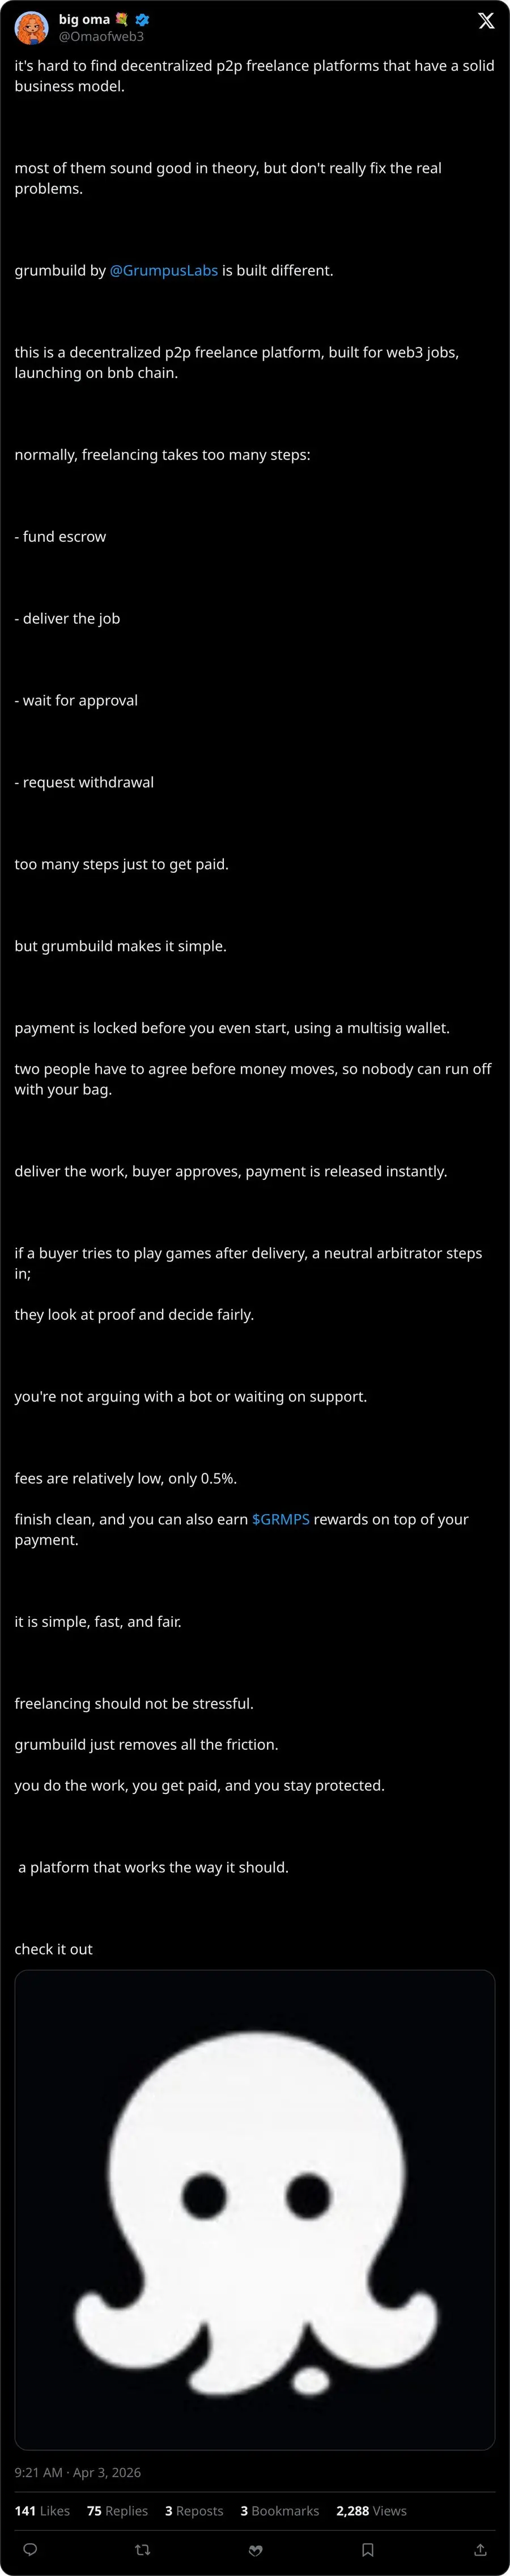 big oma 💐
@Omaofweb3
it's hard to find decentralized p2p freelance platforms that have a solid
business model.
most of them sound good in theory, but don't really fix the real
problems.
grumbuild by @GrumpusLabs is built different.
this is a decentralized p2p freelance platform, built for web3 jobs,
launching on bnb chain.
normally, freelancing takes too many steps:
- fund escrow
- deliver the job
- wait for approval
- request withdrawal
too many steps just to get paid.
but grumbuild makes it simple.
payment is locked before you even start, using a multisig wallet.
two people have to agree before money moves, so nobody can run off
with your bag.
deliver the work, buyer approves, payment is released instantly.
if a buyer tries to play games after delivery, a neutral arbitrator steps
in;
they look at proof and decide fairly.
you're not arguing with a bot or waiting on support.
fees are relatively low, only 0.5%.
finish clean, and you can also earn $GRMPS rewards on top of your
payment.
it is simple, fast, and fair.
freelancing should not be stressful.
grumbuild just removes all the friction.
you do the work, you get paid, and you stay protected.
a platform that works the way it should.
check it out
9:21 AM · Apr 3, 2026
141 Likes 75 Replies 3 Reposts 3 Bookmarks 2,288 Views